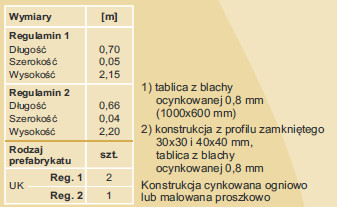 Wymiary [m]
Regulamin 1
Długość 0,70
Szerokość 0,05
Wysokość 2,15
Regulamin 2
Długość 0,66
Szerokość 0,04
Wysokość 2,20
Rodzaj
prefabrykatu szt.
UK
Reg. 1 2
Reg. 2 1
1) tablica z blachy
ocynkowanej 0,8 mm
(1000x600 mm)
2) konstrukcja z profilu zamkniętego
30x30 i 40x40 mm,
tablica z blachy
ocynkowanej 0,8 mm
Konstrukcja cynkowana ogniowo
lub malowana proszkowo